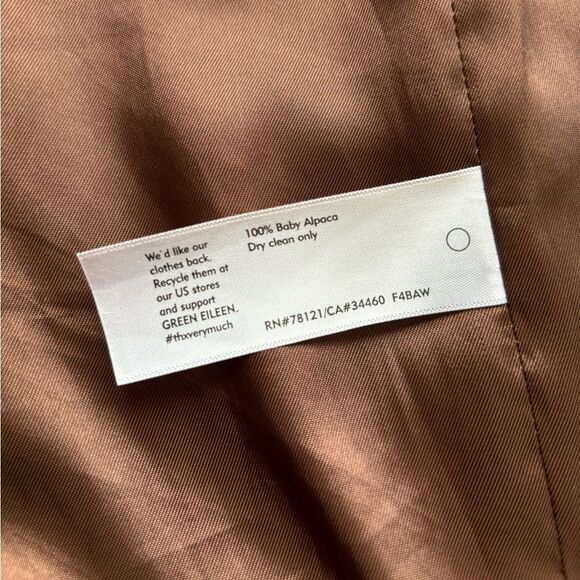 We'd like our
clothes back.
Recycle them at
our US stores
and support
GREEN EILEEN.
#thxverymuch
100% Baby Alpaca
Dry clean only
RN#78121/CA#34460 F4BAW